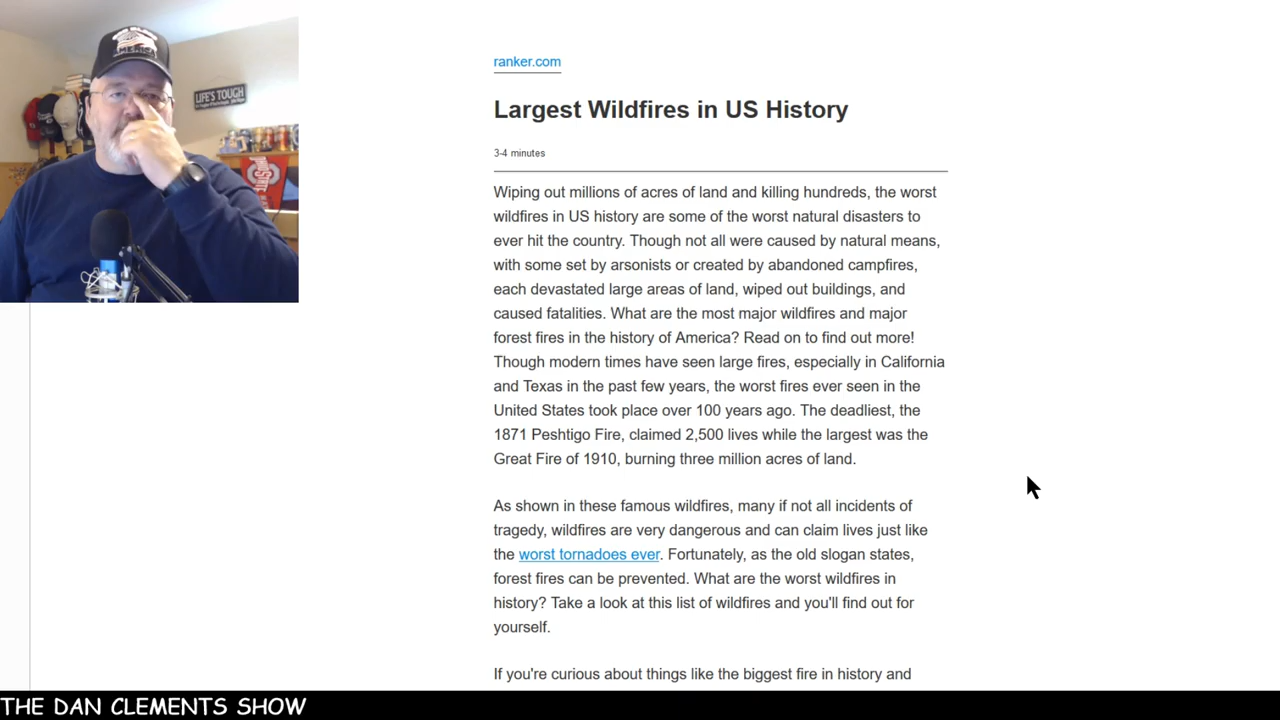 LIFE'S TOUGH
ranker.com
Largest Wildfires in US History
3-4 minutes
Wiping out millions of acres of land and killing hundreds, the worst
wildfires in US history are some of the worst natural disasters to
ever hit the country. Though not all were caused by natural means,
with some set by arsonists or created by abandoned campfires,
each devastated large areas of land, wiped out buildings, and
caused fatalities. What are the most major wildfires and major
forest fires in the history of America? Read on to find out more!
Though modern times have seen large fires, especially in California
and Texas in the past few years, the worst fires ever seen in the
United States took place over 100 years ago. The deadliest, the
1871 Peshtigo Fire, claimed 2,500 lives while the largest was the
Great Fire of 1910, burning three million acres of land.
As shown in these famous wildfires, many if not all incidents of
tragedy, wildfires are very dangerous and can claim lives just like
the worst tornadoes ever. Fortunately, as the old slogan states,
forest fires can be prevented. What are the worst wildfires in
history? Take a look at this list of wildfires and you'll find out for
yourself.
If you're curious about things like the biggest fire in history and
THE DAN CLEMENTS SHOW